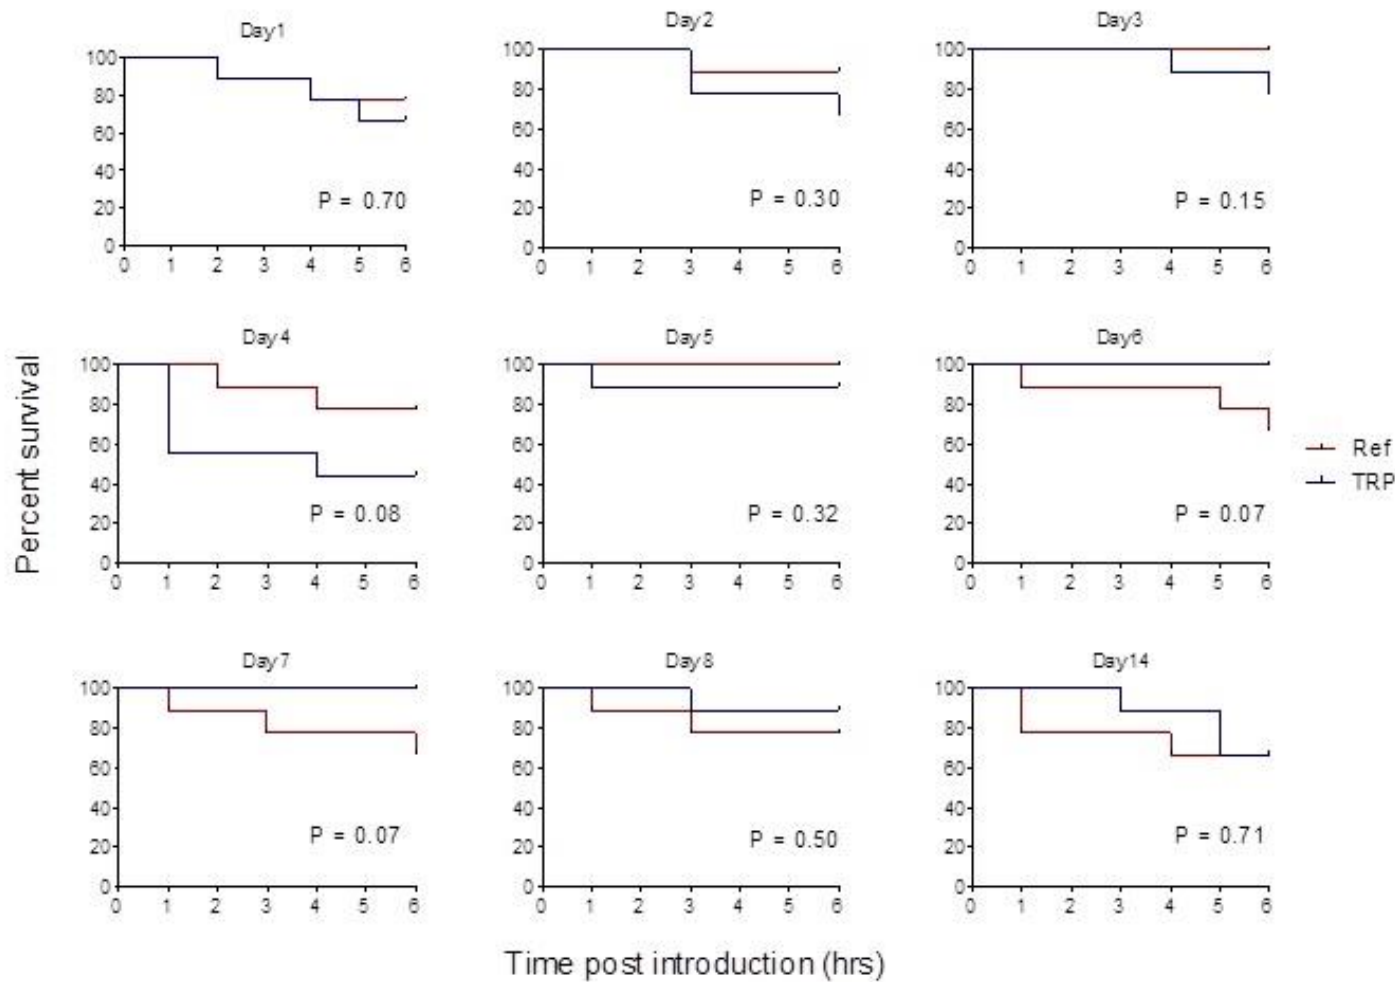 Day1
100
80
60
40
20
0
P = 0.70
0 1 2 3 4 5 6
Day2
100
80
60
40
20
0
P = 0.30
0 1 2 3 4 5 6
Day3
100
80
60
40
20
0
P = 0.15
0 1 2 3 4 5 6
Percent survival
Day4
100
80
60
40
20
0
P = 0.08
0 1 2 3 4 5 6
Day5
100
80
60
40
20
0
P = 0.32
0 1 2 3 4 5 6
Day6
100
80
60
40
20
0
P = 0.07
0 1 2 3 4 5 6
Ref
TRP
Day7
100
80
60
40
20
0
P = 0.07
0 1 2 3 4 5 6
Day8
100
80
60
40
20
0
P = 0.50
0 1 2 3 4 5 6
Day14
100
80
60
40
20
0
P = 0.71
0 1 2 3 4 5 6
Time post introduction (hrs)